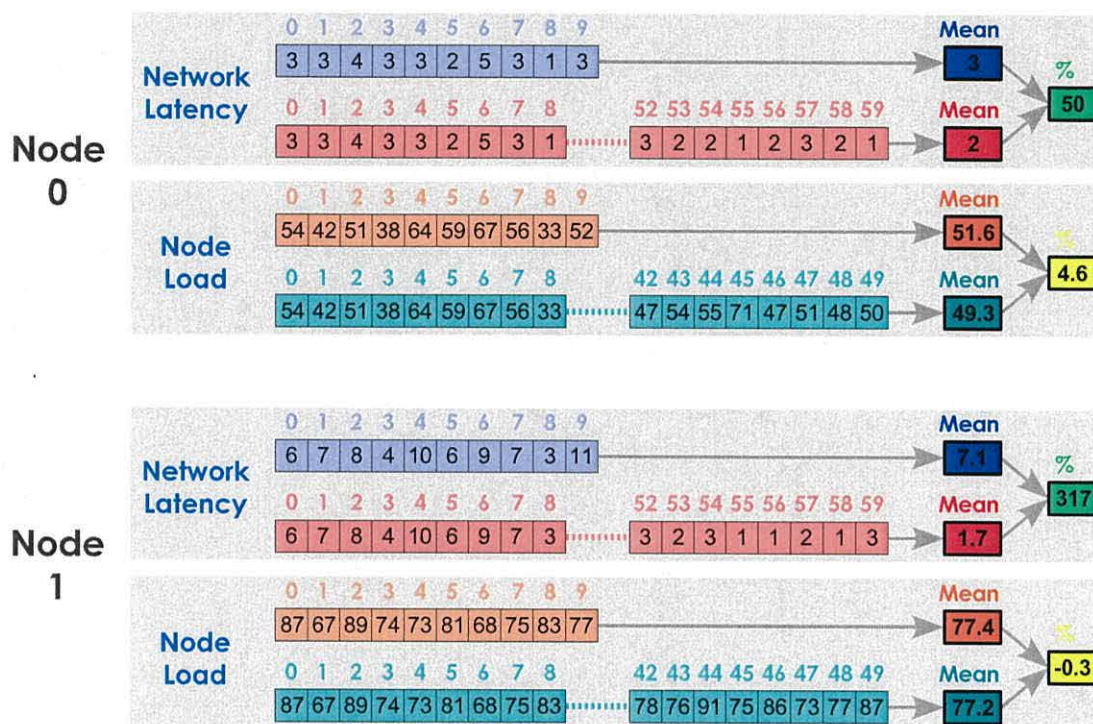 0 1 2 3 4 5 6 7 8 9 Mean
3 3 4 3 3 2 5 3 1 3 3
Network Latency
% 50
0 1 2 3 4 5 6 7 8 52 53 54 55 56 57 58 59 Mean
3 3 4 3 3 2 5 3 1 3 2 2 1 2 3 2 1 2
Node 0
0 1 2 3 4 5 6 7 8 9 Mean
54 42 51 38 64 59 67 56 33 52 51.6
Node Load
% 4.6
0 1 2 3 4 5 6 7 8 42 43 44 45 46 47 48 49 Mean
54 42 51 38 64 59 67 56 33 47 54 55 71 47 51 48 50 49.3
0 1 2 3 4 5 6 7 8 9 Mean
6 7 8 4 10 6 9 7 3 11 7.1
Network Latency
% 317
0 1 2 3 4 5 6 7 8 52 53 54 55 56 57 58 59 Mean
6 7 8 4 10 6 9 7 3 3 2 3 1 1 2 1 3 1.7
Node 1
0 1 2 3 4 5 6 7 8 9 Mean
87 67 89 74 73 81 68 75 83 77 77.4
Node Load
% -0.3
0 1 2 3 4 5 6 7 8 42 43 44 45 46 47 48 49 Mean
87 67 89 74 73 81 68 75 83 78 76 91 75 86 73 77 87 77.2